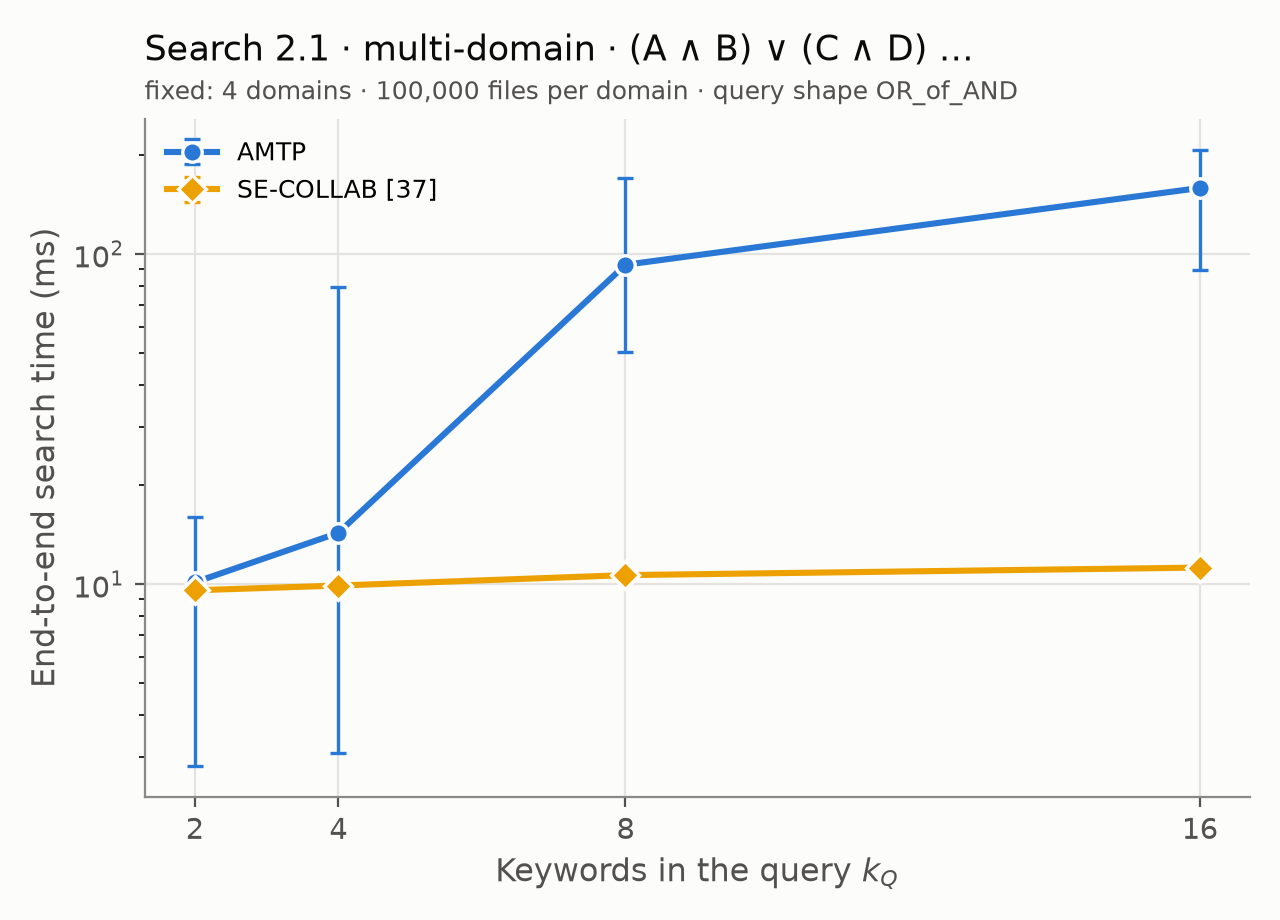 Search 2.1 · multi-domain · (A ∧ B) ∨ (C ∧ D) ...
fixed: 4 domains · 100,000 files per domain · query shape OR_of_AND
AMTP
SE-COLLAB [37]
End-to-end search time (ms)
10²
10¹
2 4 8 16
Keywords in the query k_Q